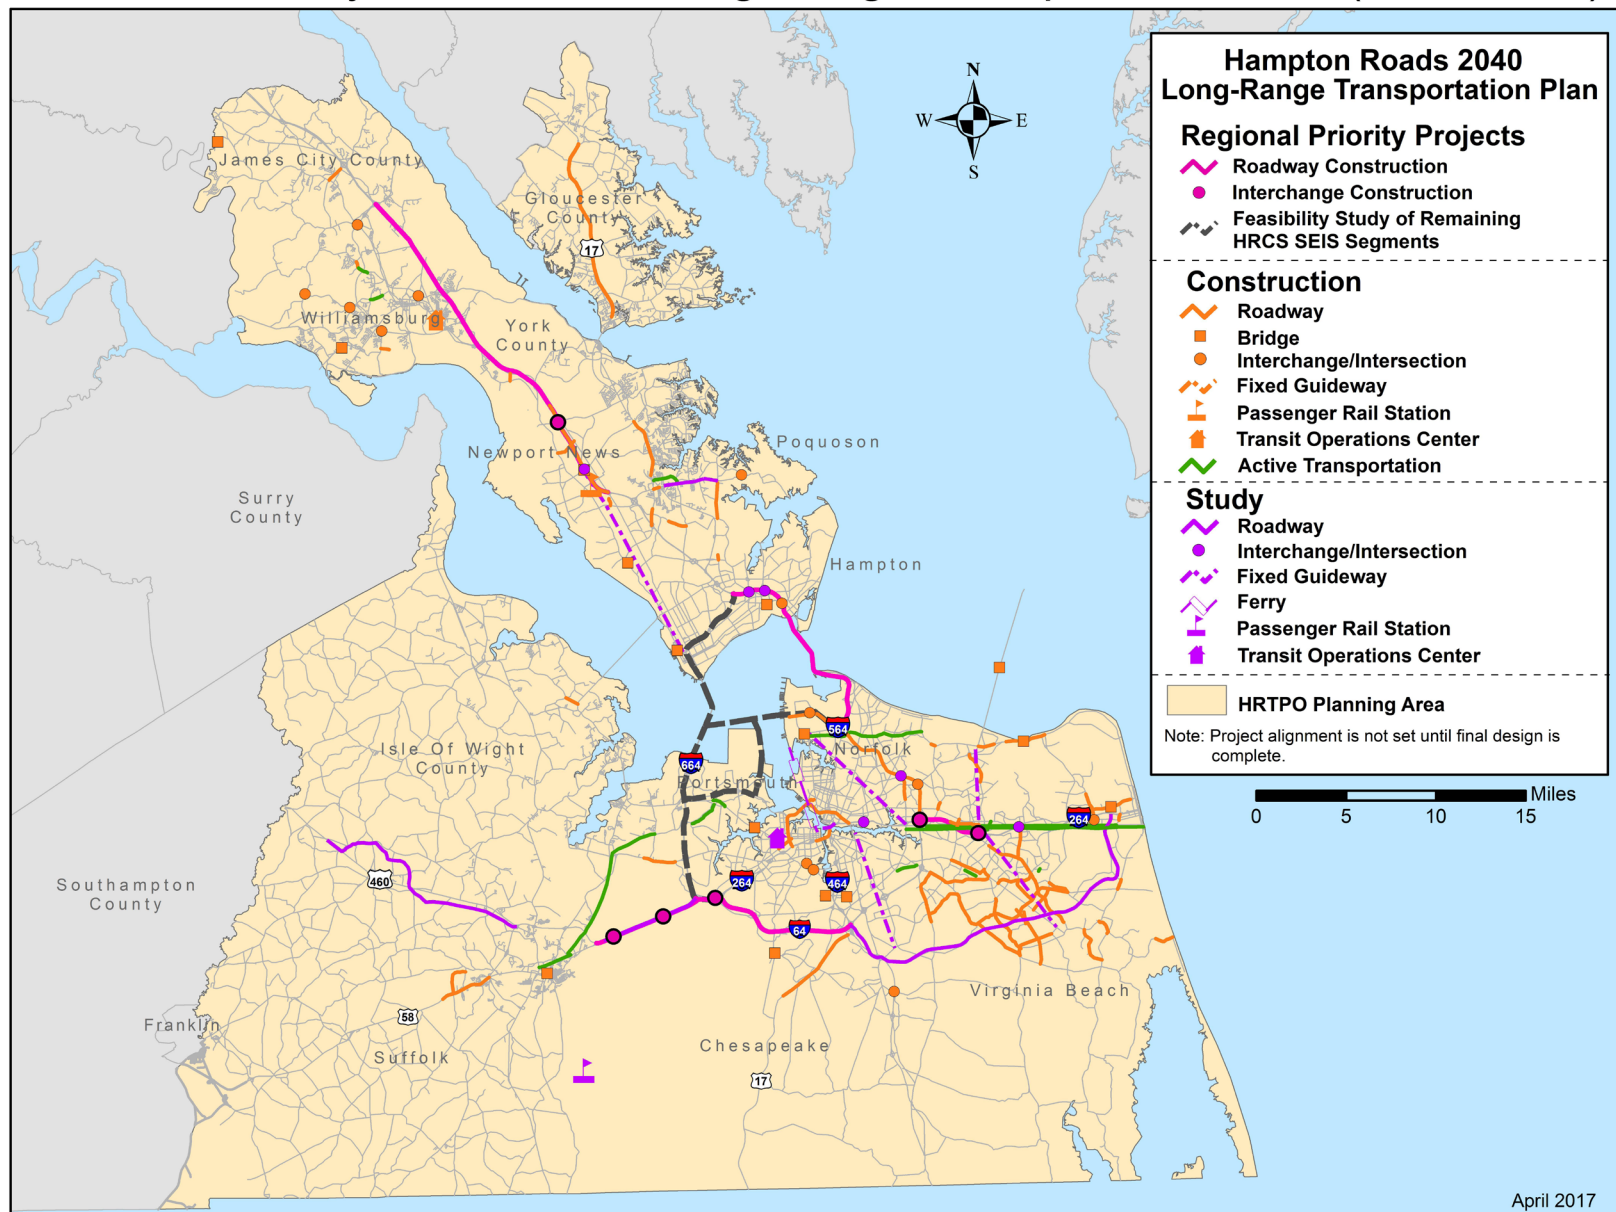 Hampton Roads 2040
Long-Range Transportation Plan
Regional Priority Projects
Roadway Construction
Interchange Construction
Feasibility Study of Remaining
HRCS SEIS Segments
Construction
Roadway
Bridge
Interchange/Intersection
Fixed Guideway
Passenger Rail Station
Transit Operations Center
Active Transportation
Study
Roadway
Interchange/Intersection
Fixed Guideway
Ferry
Passenger Rail Station
Transit Operations Center
HRTPO Planning Area
Note: Project alignment is not set until final design is
complete.
Miles
0 5 10 15
N
W E
S
James City County
Gloucester
County
17
Williamsburg
York
County
Newport News
Poquoson
Surry
County
Hampton
Isle Of Wight
County
564
Norfolk
664
Portsmouth
264
460
264
464
Southampton
County
64
Virginia Beach
58
Franklin
Suffolk
Chesapeake
17
April 2017